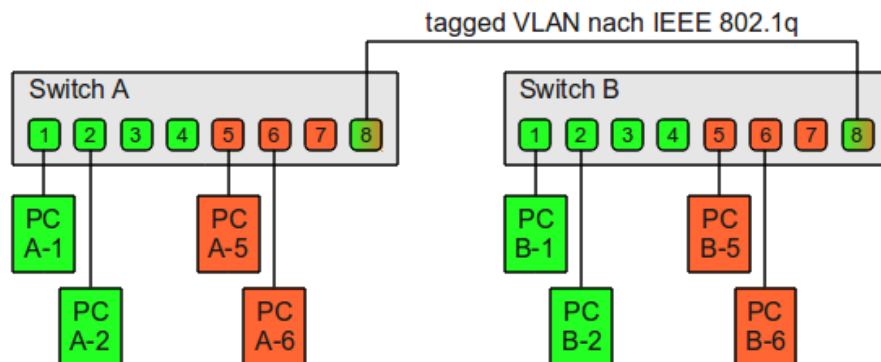 tagged VLAN nach IEEE 802.1q
Switch A
1 2 3 4 5 6 7 8
Switch B
1 2 3 4 5 6 7 8
PC
A-1
PC
A-2
PC
A-5
PC
A-6
PC
B-1
PC
B-2
PC
B-5
PC
B-6